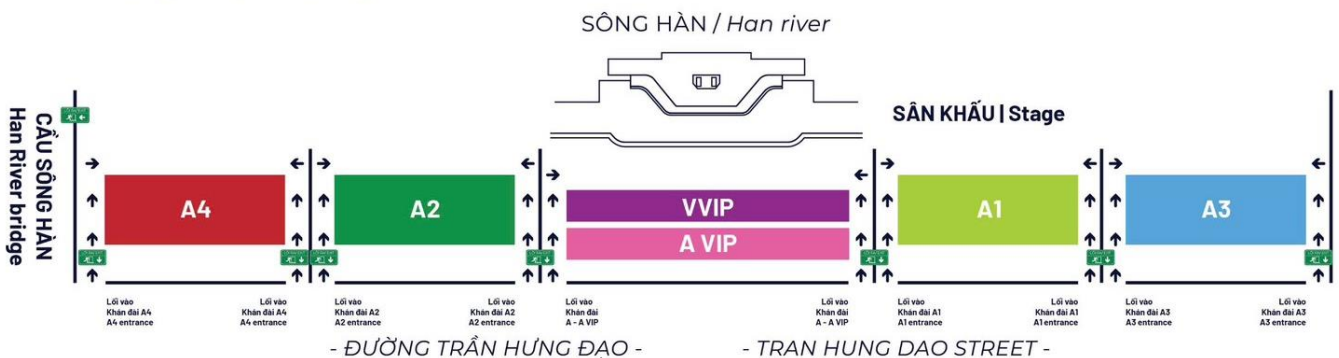 SÔNG HÀN / Han river
SÂN KHẤU | Stage
CẦU SÔNG HÀN
Han River bridge
A4
A2
VVIP
A VIP
A1
A3
Lối vào
Khán đài A4
A4 entrance
Lối vào
Khán đài A4
A4 entrance
Lối vào
Khán đài A2
A2 entrance
Lối vào
Khán đài A2
A2 entrance
Lối vào
Khán đài
A - A VIP
Lối vào
Khán đài
A - A VIP
Lối vào
Khán đài A1
A1 entrance
Lối vào
Khán đài A1
A1 entrance
Lối vào
Khán đài A3
A3 entrance
Lối vào
Khán đài A3
A3 entrance
- ĐƯỜNG TRẦN HƯNG ĐẠO -
- TRAN HUNG DAO STREET -